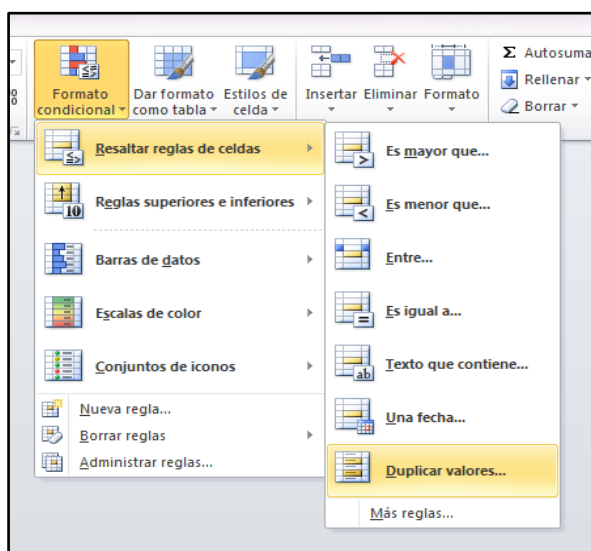 Formato condicional
Dar formato como tabla
Estilos de celda
Insertar
Eliminar
Formato
Σ Autosuma
Rellenar
Borrar
Resaltar reglas de celdas
Reglas superiores e inferiores
10
Barras de datos
Escalas de color
Conjuntos de iconos
Nueva regla...
Borrar reglas
Administrar reglas...
Es mayor que...
Es menor que...
Entre...
Es igual a...
Texto que contiene...
ab
Una fecha...
Duplicar valores...
Más reglas...